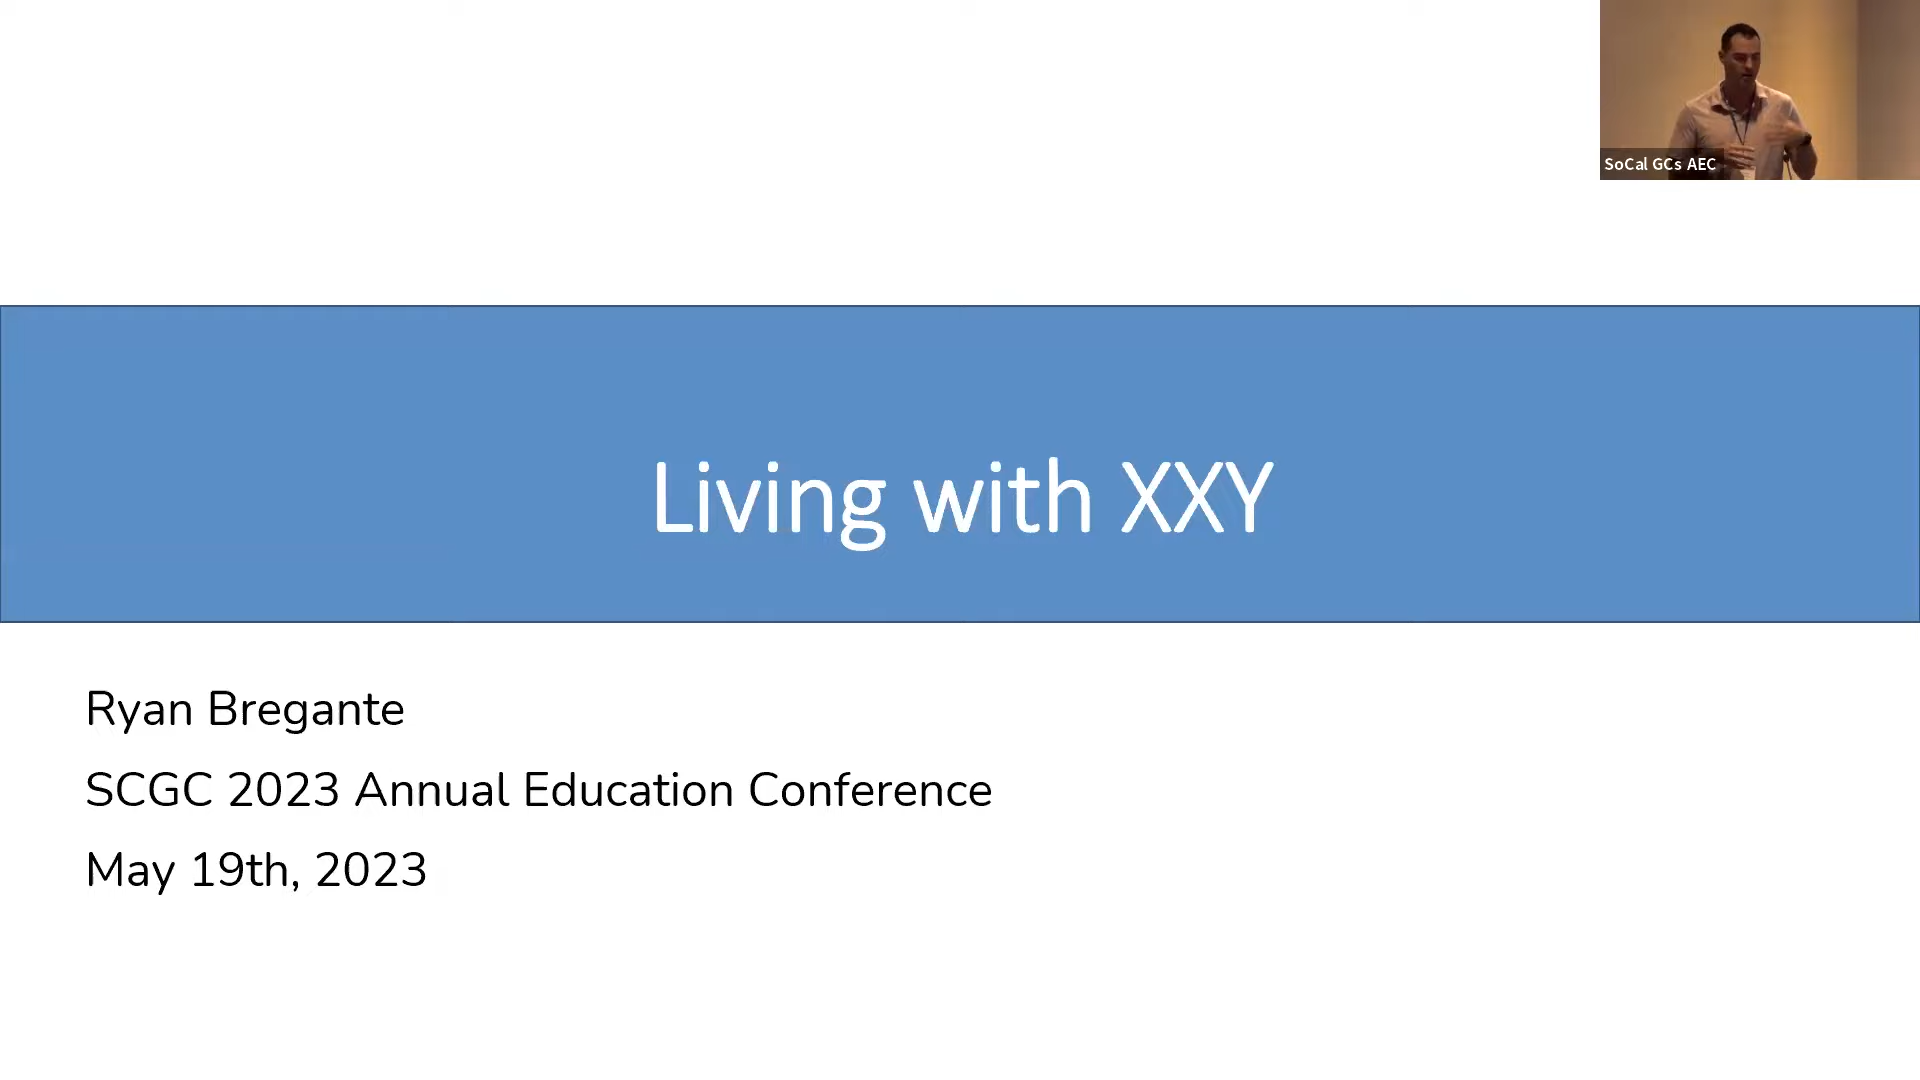 SoCal GCs AEC
Living with XXY
Ryan Bregante
SCGC 2023 Annual Education Conference
May 19th, 2023